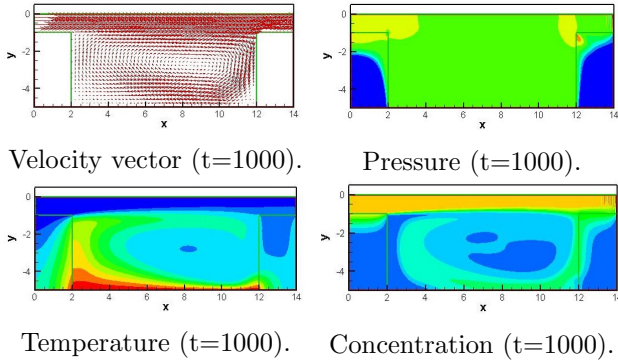 0
-2
-4
y
0 2 4 6 8 10 12 14
x
Velocity vector (t=1000).
0
-2
-4
y
0 2 4 6 8 10 12 14
x
Pressure (t=1000).
0
-2
-4
y
0 2 4 6 8 10 12 14
x
Temperature (t=1000).
0
-2
-4
y
0 2 4 6 8 10 12 14
x
Concentration (t=1000).